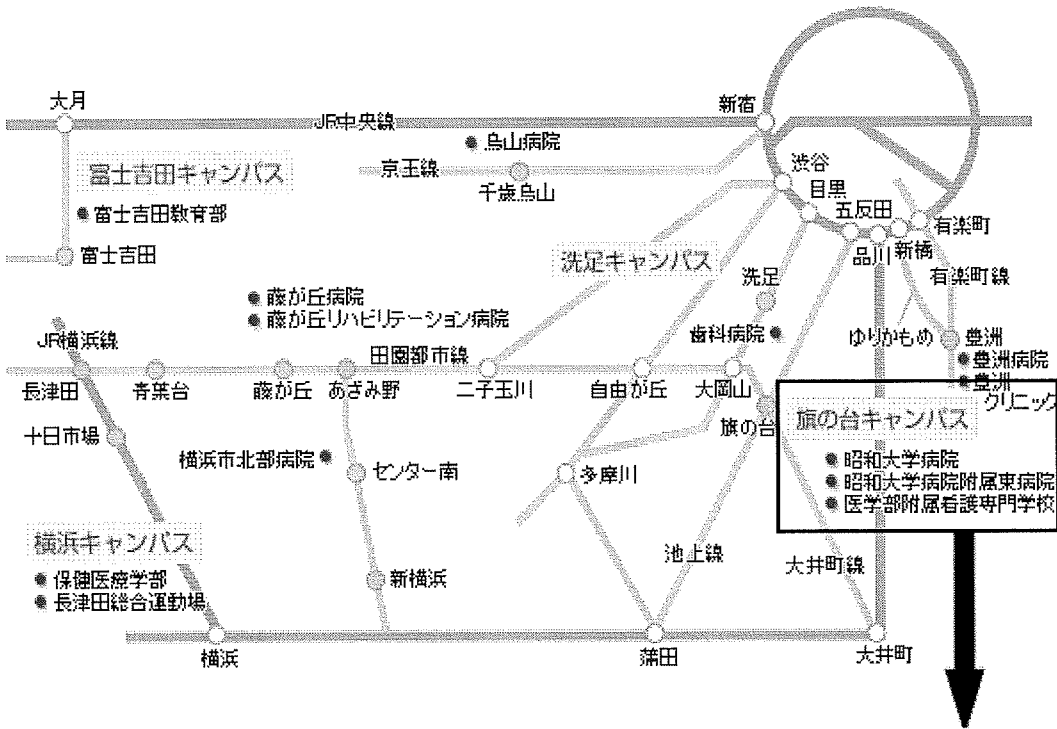 大月
新宿
JR中央線
烏山病院
渋谷
京王線
富士吉田キャンパス
目黒
千歳烏山
五反田
富士吉田教育部
有楽町
品川
新橋
富士吉田
洗足キャンパス
洗足
有楽町線
藤が丘病院
藤が丘リハビリテーション病院
歯科病院
ゆりかもめ
豊洲
JR横浜線
田園都市線
豊洲病院
豊洲
クリニック
長津田
青葉台
藤が丘
あざみ野
二子玉川
自由が丘
大岡山
旗の台
旗の台キャンパス
十日市場
横浜市北部病院
センター南
多摩川
昭和大学病院
昭和大学病院附属東病院
医学部附属看護専門学校
横浜キャンパス
池上線
大井町線
保健医療学部
新横浜
長津田総合運動場
横浜
蒲田
大井町